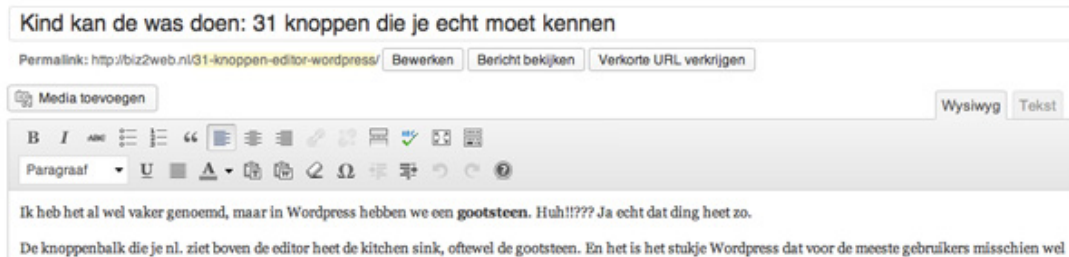 Kind kan de was doen: 31 knoppen die je echt moet kennen
Permalink: http://biz2web.nl/31-knoppen-editor-wordpress/ Bewerken Bericht bekijken Verkorte URL verkrijgen
Media toevoegen
Wysiwyg Tekst
B I ABC “ ABC
Paragraaf U A T W Ω ?
Ik heb het al wel vaker genoemd, maar in Wordpress hebben we een gootsteen. Huh!!??? Ja echt dat ding heet zo.
De knoppenbalk die je nl. ziet boven de editor heet de kitchen sink, oftewel de gootsteen. En het is het stukje Wordpress dat voor de meeste gebruikers misschien wel